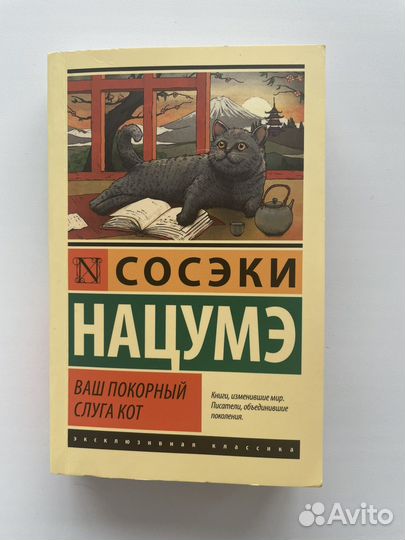 N
СОСЭКИ
НАЦУМЭ
ВАШ ПОКОРНЫЙ
СЛУГА КОТ
Книги, изменившие мир.
Писатели, объединившие
поколения.
эксклюзивная классика
Avito